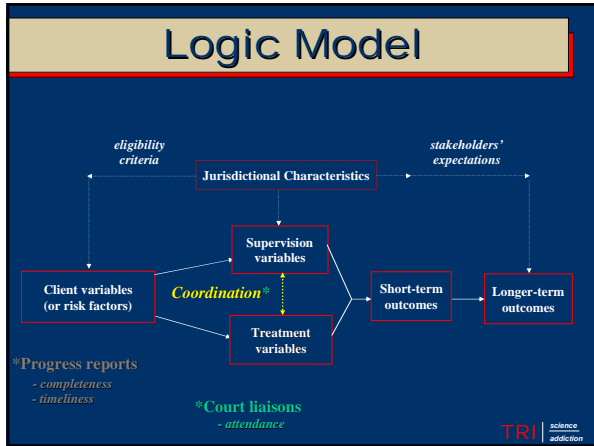 Logic Model
eligibility
criteria
stakeholders'
expectations
Jurisdictional Characteristics
Supervision
variables
Client variables
(or risk factors)
Coordination*
Short-term
outcomes
Longer-term
outcomes
Treatment
variables
*Progress reports
- completeness
- timeliness
*Court liaisons
- attendance
TRI science
addiction